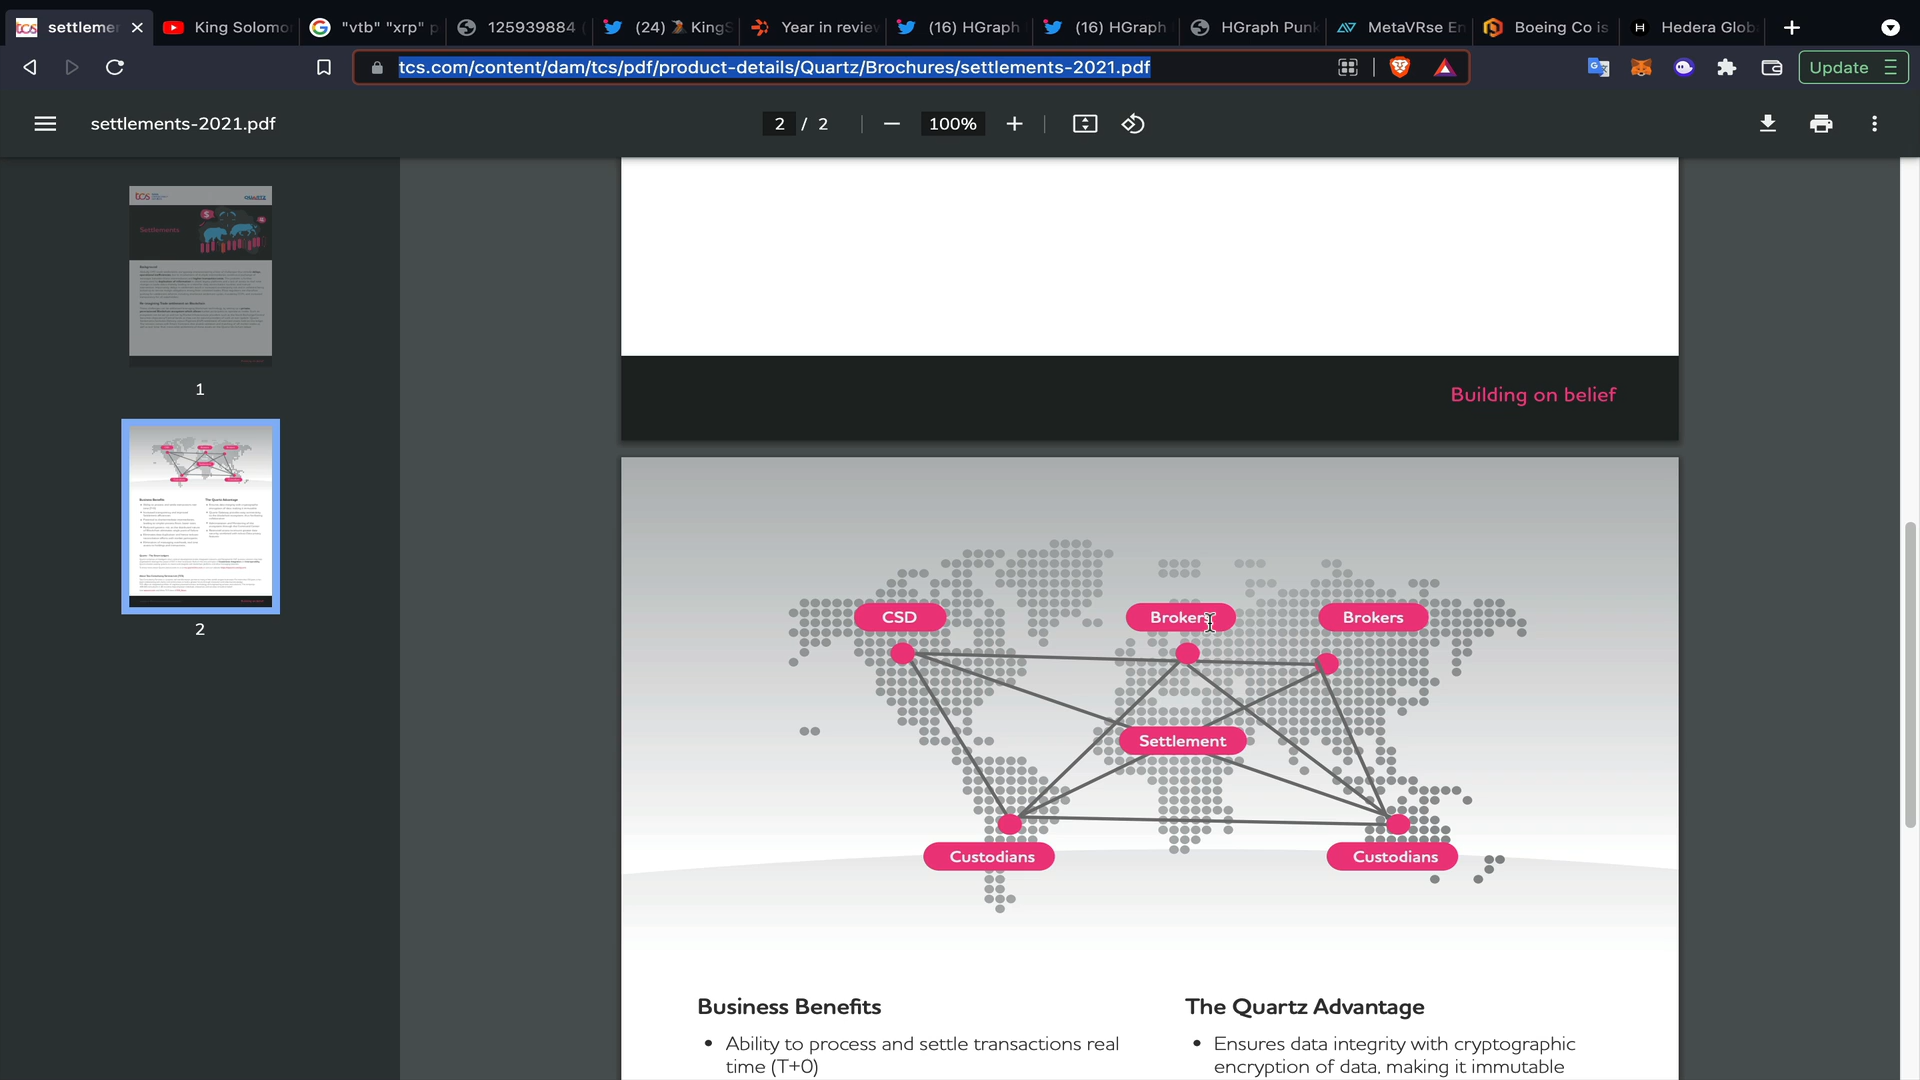 settlemer
King Solomo
"vtb" "xrp" p
125939884 (
(24) KingS
Year in review
(16) HGraph
(16) HGraph
HGraph Punk
MetaVRse En
Boeing Co is
Hedera Glob
tcs.com/content/dam/tcs/pdf/product-details/Quartz/Brochures/settlements-2021.pdf
Update
settlements-2021.pdf
2 / 2
100%
tcs
Settlements
1
2
Building on belief
CSD
Brokers
Brokers
Settlement
Custodians
Custodians
Business Benefits
• Ability to process and settle transactions real
time (T+0)
The Quartz Advantage
• Ensures data integrity with cryptographic
encryption of data, making it immutable